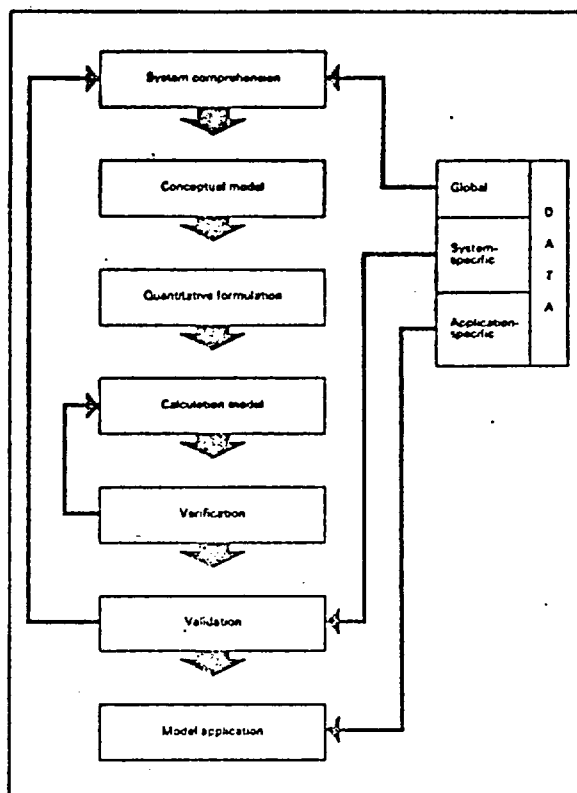 System comprehension
Conceptual model
Quantitative formulation
Calculation model
Verification
Validation
Model application
Global
System-
specific
Application-
specific
D
A
T
A